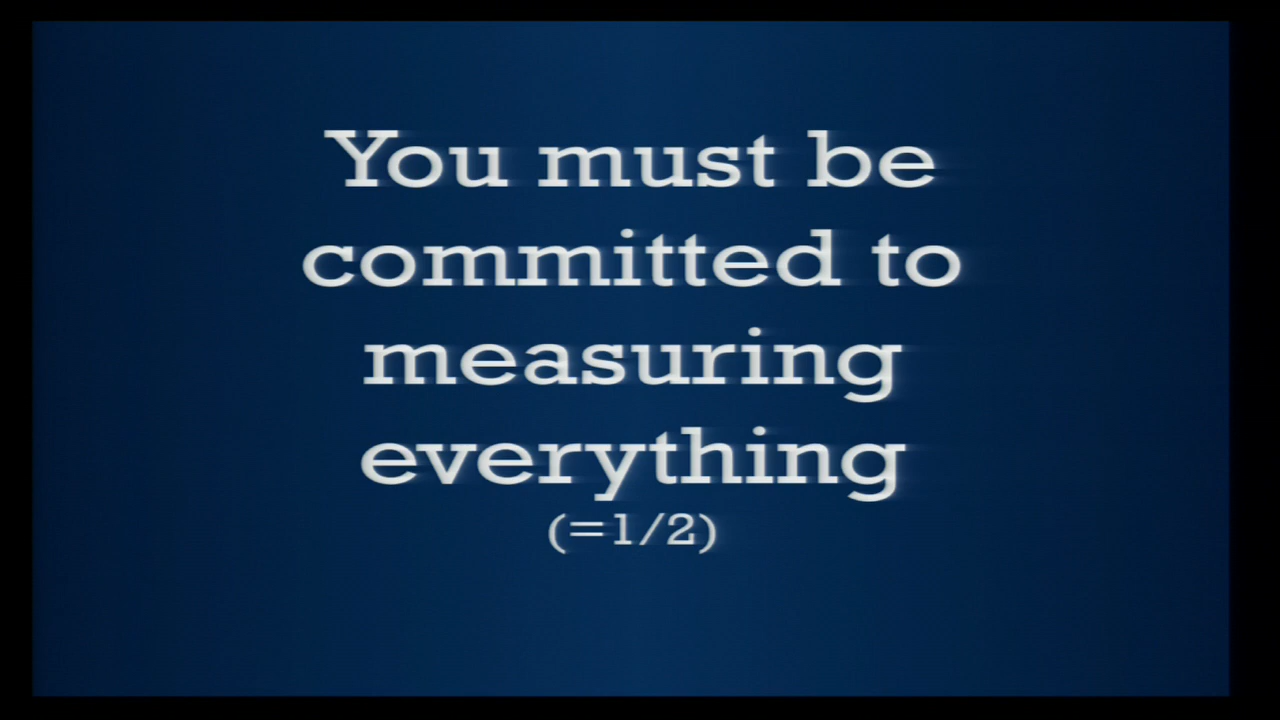 You must be
committed to
measuring
everything
(=1/2)